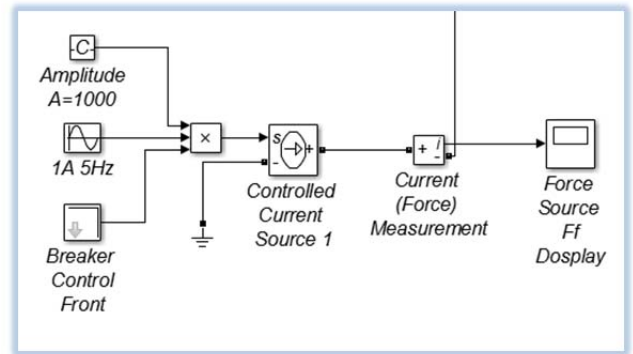 -C-
Amplitude
A=1000
1A 5Hz
Breaker
Control
Front
×
s
+
-
Controlled
Current
Source 1
+ i
-
Current
(Force)
Measurement
Force
Source
Ff
Dosplay